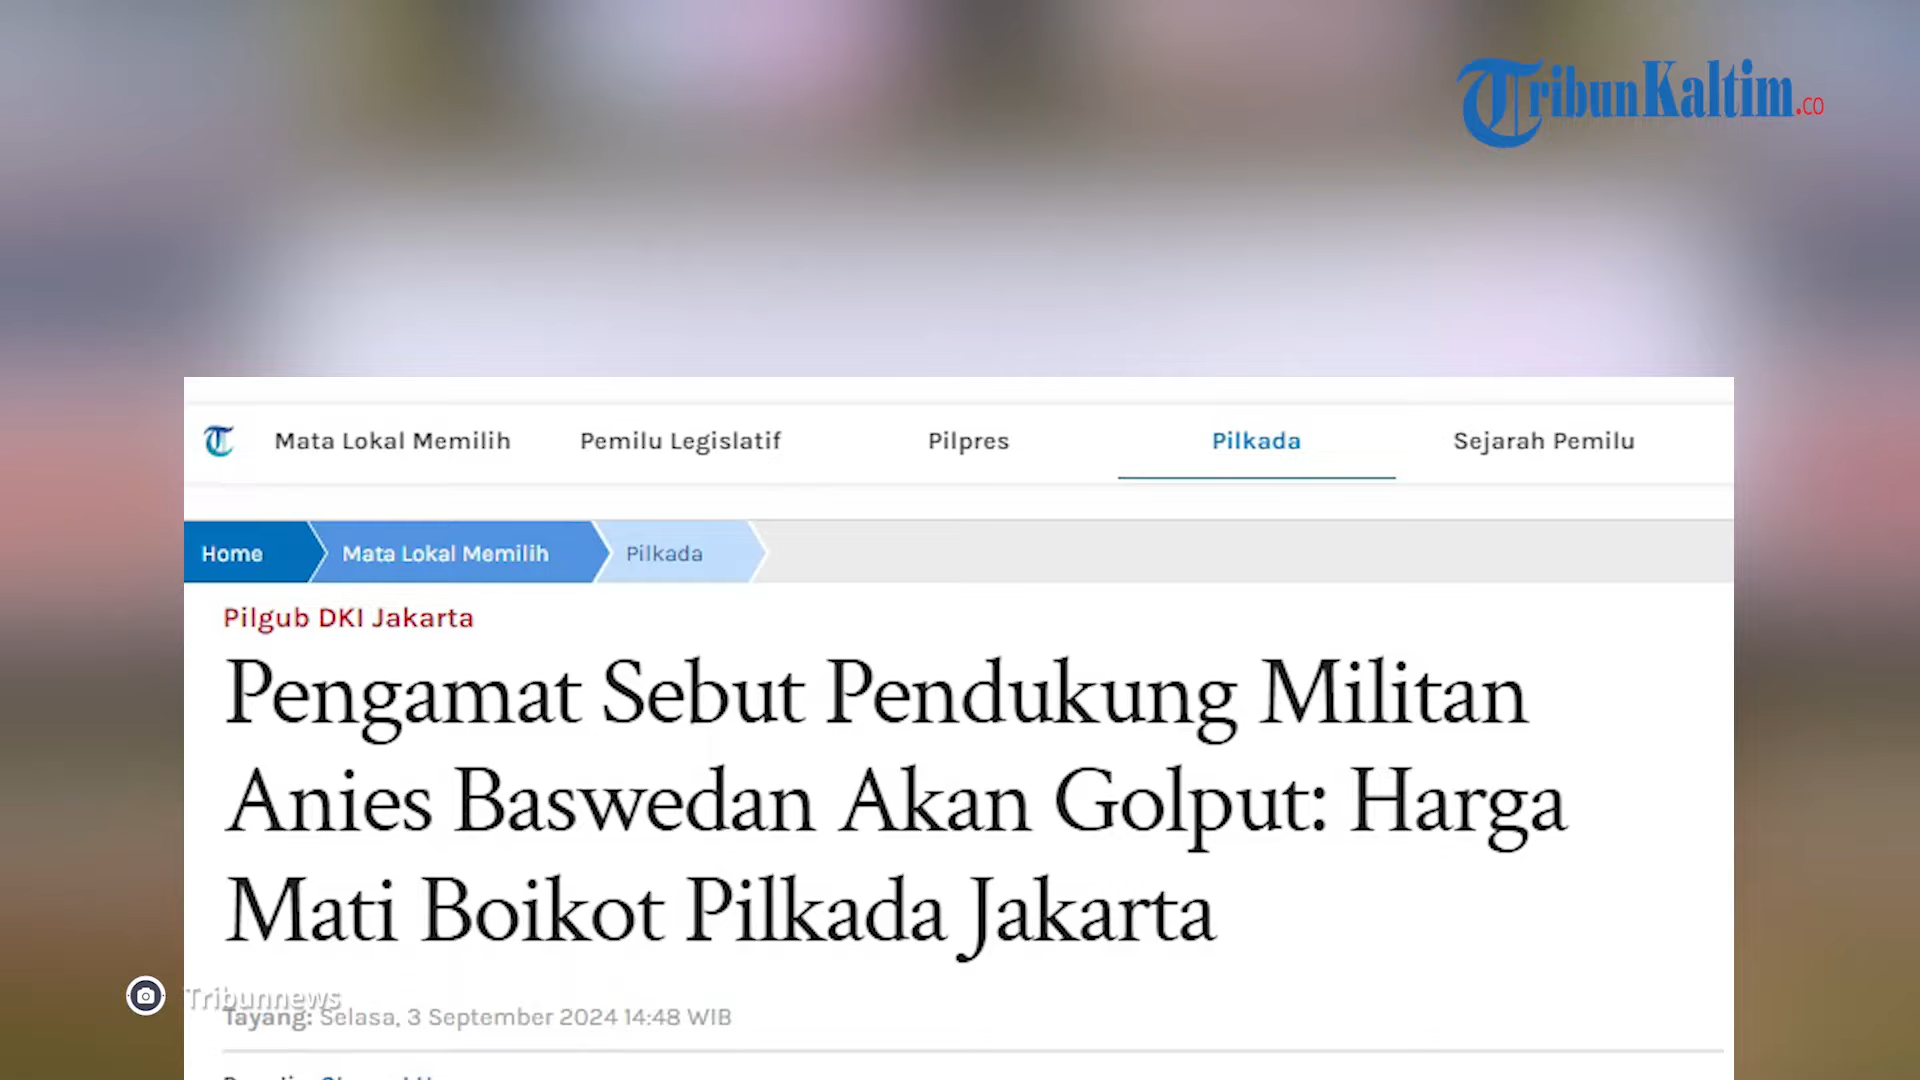 TribunKaltim.co
Mata Lokal Memilih Pemilu Legislatif Pilpres Pilkada Sejarah Pemilu
Home Mata Lokal Memilih Pilkada
Pilgub DKI Jakarta
Pengamat Sebut Pendukung Militan
Anies Baswedan Akan Golput: Harga
Mati Boikot Pilkada Jakarta
Tribunnews
Tayang: Selasa, 3 September 2024 14:48 WIB